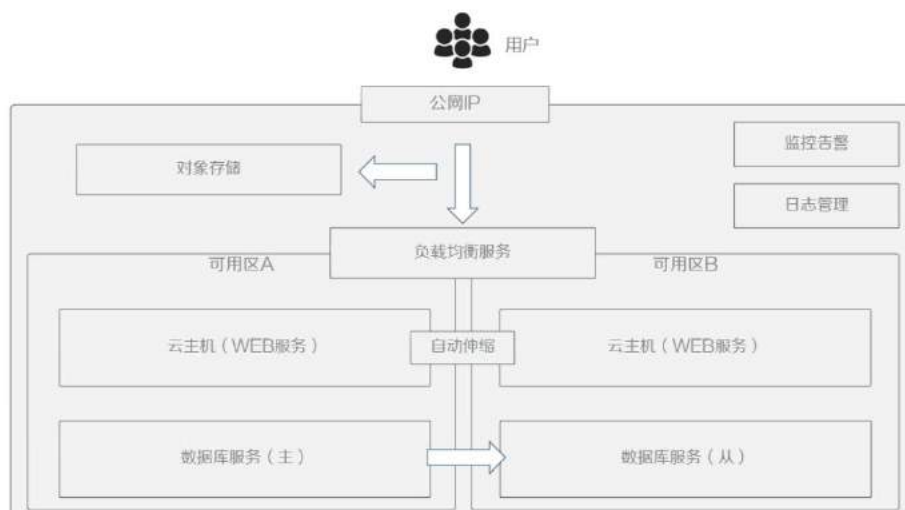 用户
公网IP
监控告警
对象存储
日志管理
负载均衡服务
可用区A
可用区B
云主机(WEB服务)
自动伸缩
云主机(WEB服务)
数据库服务(主)
数据库服务(从)